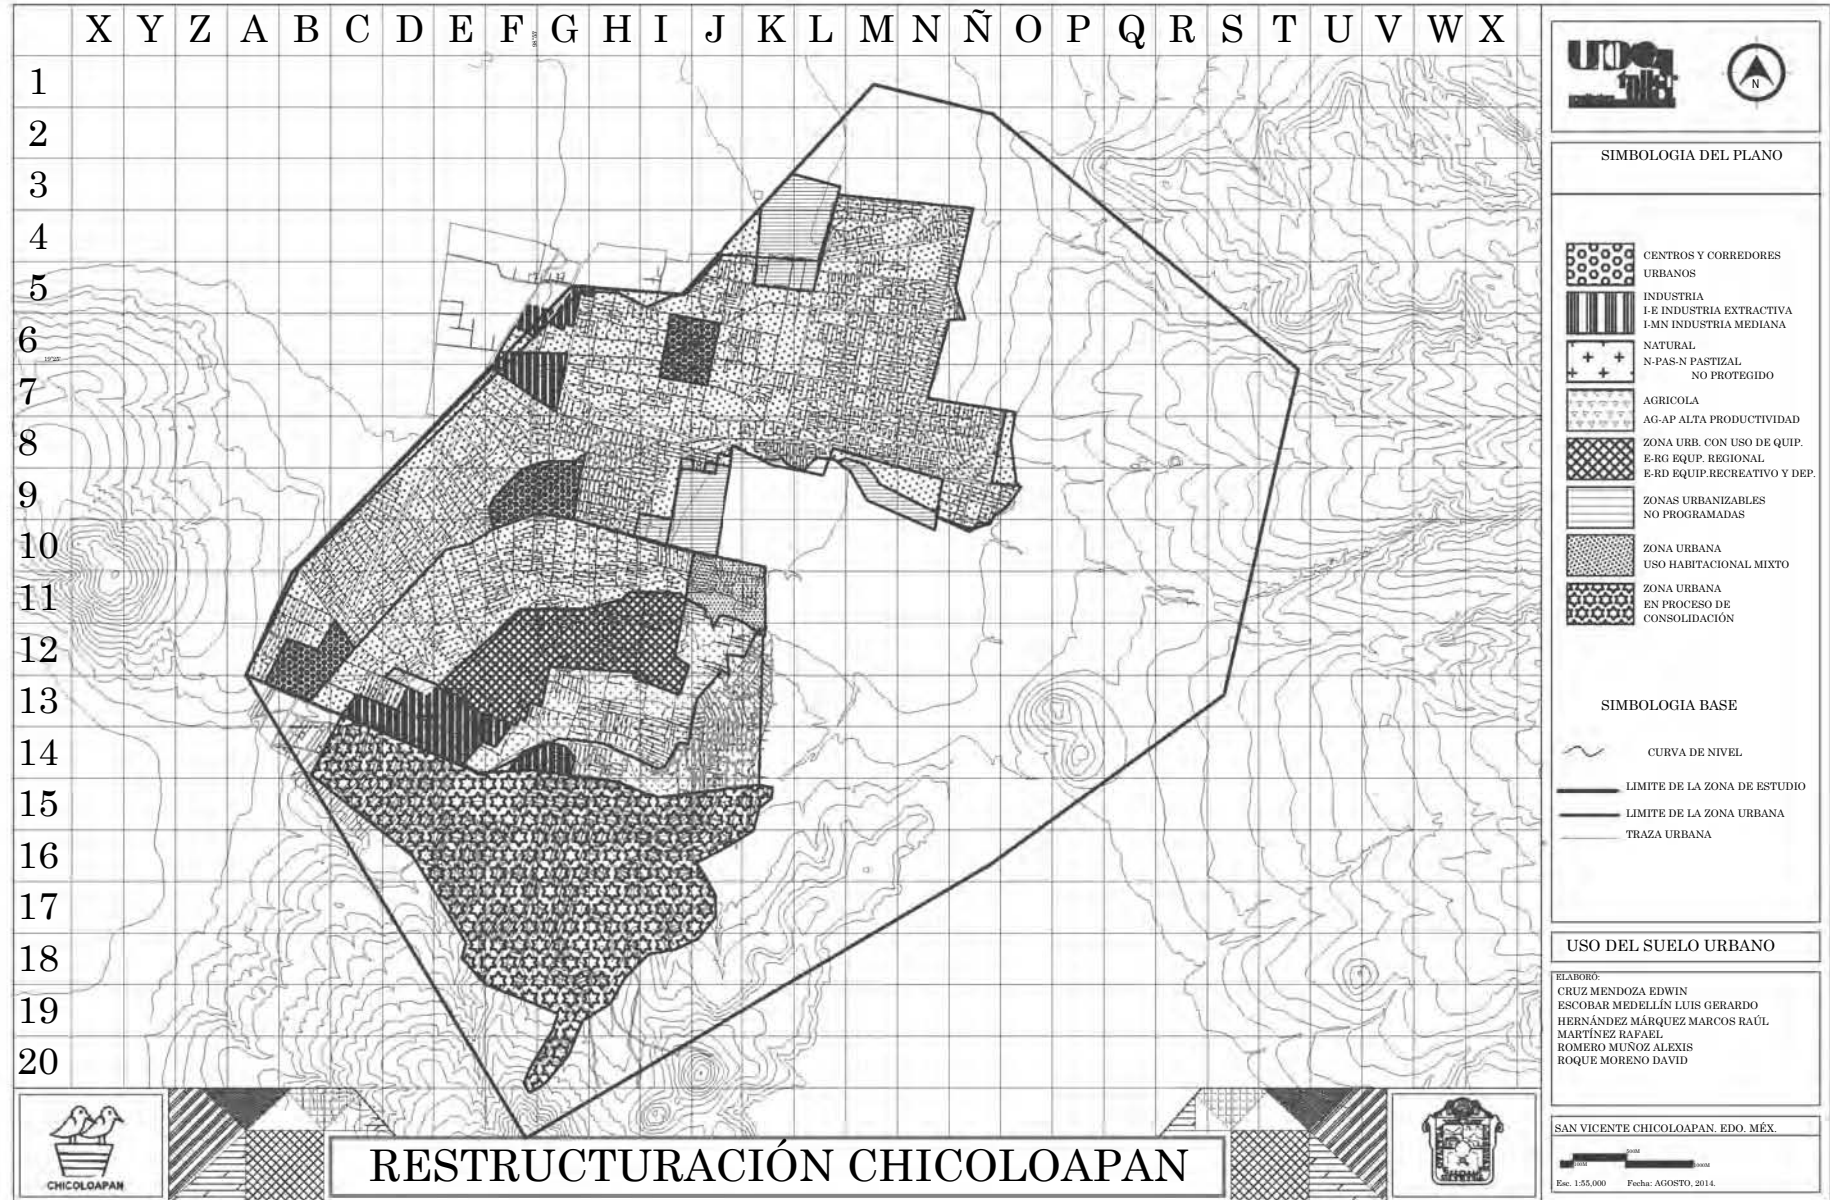 X Y Z A B C D E F G H I J K L M N Ñ O P Q R S T U V W X
1
2
3
4
5
6
7
8
9
10
11
12
13
14
15
16
17
18
19
20
19°25'
N
SIMBOLOGIA DEL PLANO
CENTROS Y CORREDORES
URBANOS
INDUSTRIA
I-E INDUSTRIA EXTRACTIVA
I-MN INDUSTRIA MEDIANA
NATURAL
N-PAS-N PASTIZAL
NO PROTEGIDO
AGRICOLA
AG-AP ALTA PRODUCTIVIDAD
ZONA URB. CON USO DE QUIP.
E-RG EQUP. REGIONAL
E-RD EQUIP.RECREATIVO Y DEP.
ZONAS URBANIZABLES
NO PROGRAMADAS
ZONA URBANA
USO HABITACIONAL MIXTO
ZONA URBANA
EN PROCESO DE
CONSOLIDACIÓN
SIMBOLOGIA BASE
CURVA DE NIVEL
LIMITE DE LA ZONA DE ESTUDIO
LIMITE DE LA ZONA URBANA
TRAZA URBANA
USO DEL SUELO URBANO
ELABORÓ:
CRUZ MENDOZA EDWIN
ESCOBAR MEDELLÍN LUIS GERARDO
HERNÁNDEZ MÁRQUEZ MARCOS RAÚL
MARTÍNEZ RAFAEL
ROMERO MUÑOZ ALEXIS
ROQUE MORENO DAVID
SAN VICENTE CHICOLOAPAN. EDO. MÉX.
500M
100M
1000M
Esc. 1:55,000 Fecha: AGOSTO, 2014.
CHICOLOAPAN
RESTRUCTURACIÓN CHICOLOAPAN